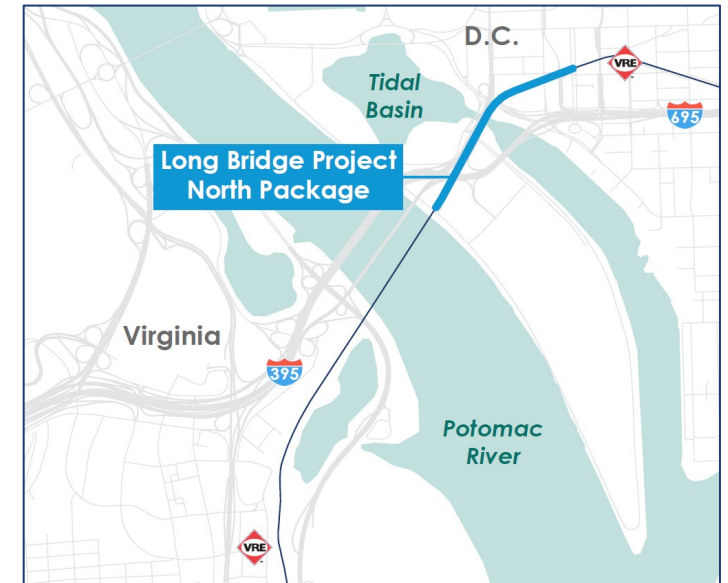 D.C.
VRE
Tidal
Basin
695
Long Bridge Project
North Package
Virginia
395
Potomac
River
VRE